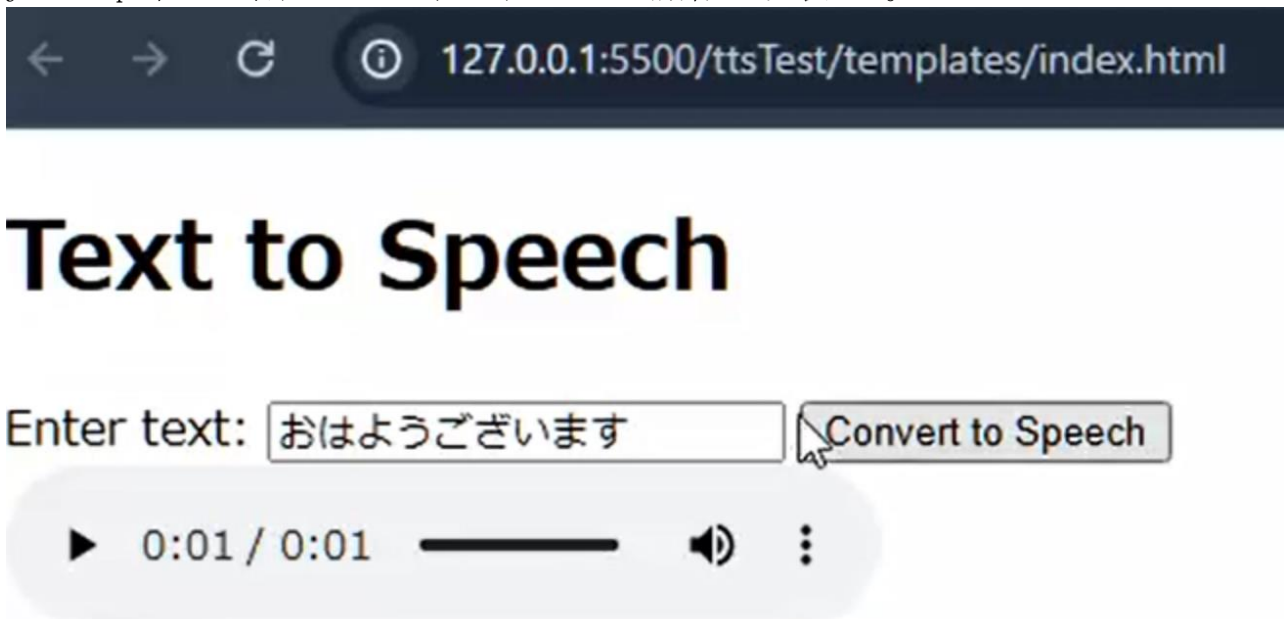 127.0.0.1:5500/ttsTest/templates/index.html
Text to Speech
Enter text: おはようございます Convert to Speech
0:01 / 0:01